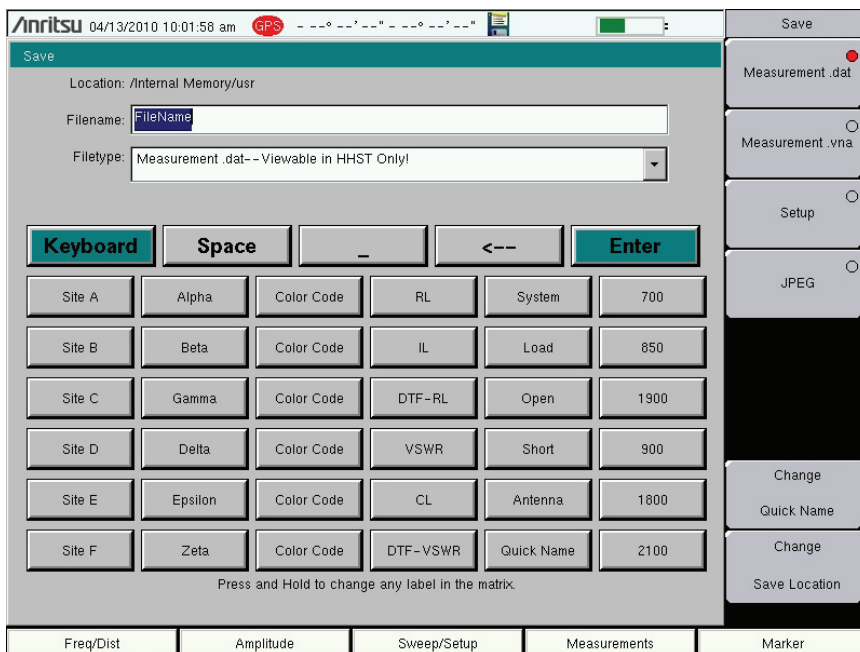 /Inritsu 04/13/2010 10:01:58 am GPS - --° --'--" - --° --'--"
Save
Location: /Internal Memory/usr
Filename: FileName
Filetype: Measurement .dat--Viewable in HHST Only!
Keyboard Space _ <-- Enter
Site A Alpha Color Code RL System 700
Site B Beta Color Code IL Load 850
Site C Gamma Color Code DTF-RL Open 1900
Site D Delta Color Code VSWR Short 900
Site E Epsilon Color Code CL Antenna 1800
Site F Zeta Color Code DTF-VSWR Quick Name 2100
Press and Hold to change any label in the matrix.
Save
Measurement .dat
Measurement .vna
Setup
JPEG
Change
Quick Name
Change
Save Location
Freq/Dist Amplitude Sweep/Setup Measurements Marker